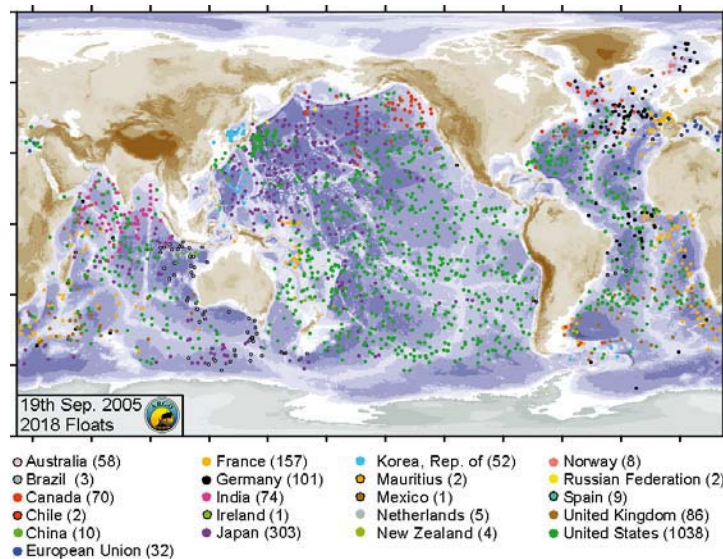 19th Sep. 2005
2018 Floats
ARGO
Australia (58)
Brazil (3)
Canada (70)
Chile (2)
China (10)
European Union (32)
France (157)
Germany (101)
India (74)
Ireland (1)
Japan (303)
Korea, Rep. of (52)
Mauritius (2)
Mexico (1)
Netherlands (5)
New Zealand (4)
Norway (8)
Russian Federation (2)
Spain (9)
United Kingdom (86)
United States (1038)